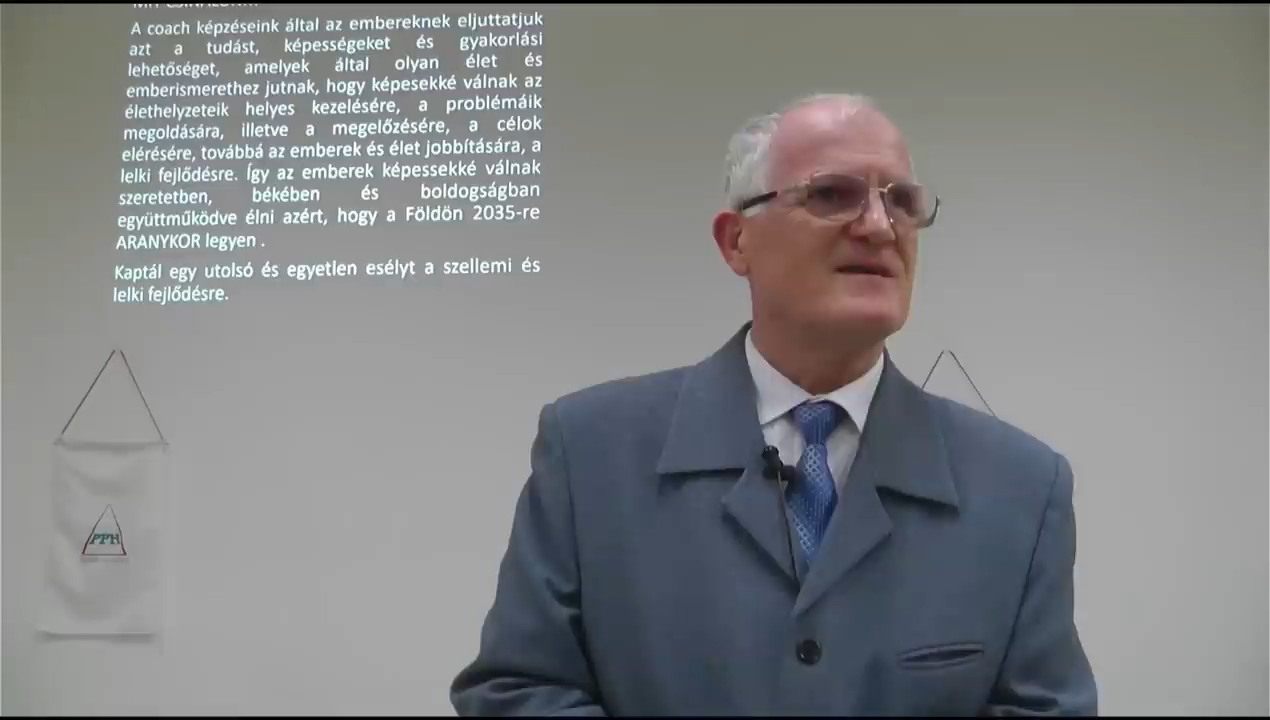 A coach képzéseink által az embereknek eljuttatjuk
azt a tudást, képességeket és gyakorlási
lehetőséget, amelyek által olyan élet és
emberismerethez jutnak, hogy képesekké válnak az
élethelyzeteik helyes kezelésére, a problémáik
megoldására, illetve a megelőzésére, a célok
elérésére, továbbá az emberek és élet jobbítására, a
lelki fejlődésre. Így az emberek képessekké válnak
szeretetben, békében és boldogságban
együttműködve élni azért, hogy a Földön 2035-re
ARANYKOR legyen .
Kaptál egy utolsó és egyetlen esélyt a szellemi és
lelki fejlődésre.
PPH